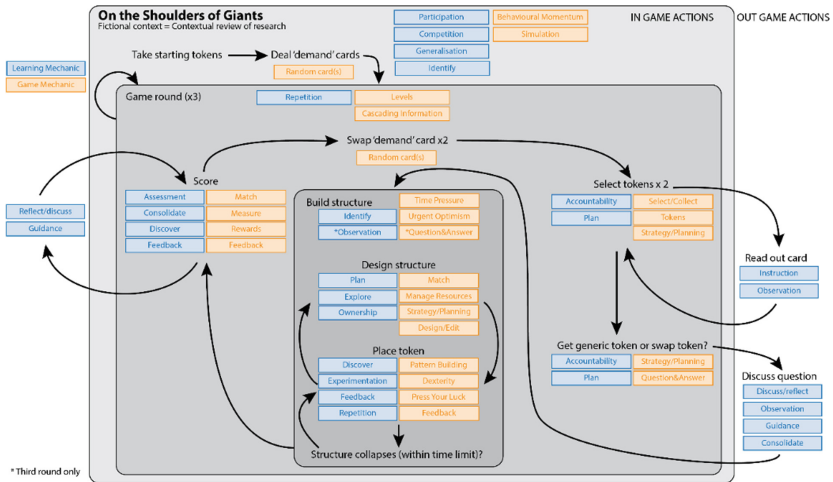 On the Shoulders of Giants
Fictional context = Contextual review of research
IN GAME ACTIONS
OUT GAME ACTIONS
Participation
Behavioural Momentum
Competition
Simulation
Generalisation
Identify
Take starting tokens
Deal 'demand' cards
Random card(s)
Learning Mechanic
Game Mechanic
Game round (x3)
Repetition
Levels
Cascading Information
Swap 'demand' card x2
Random card(s)
Score
Assessment
Match
Consolidate
Measure
Discover
Rewards
Feedback
Feedback
Reflect/discuss
Guidance
Build structure
Time Pressure
Identify
Urgent Optimism
*Observation
*Question&Answer
Design structure
Plan
Match
Explore
Manage Resources
Ownership
Strategy/Planning
Design/Edit
Place token
Discover
Pattern Building
Experimentation
Dexterity
Feedback
Press Your Luck
Repetition
Feedback
Structure collapses (within time limit)?
Select tokens x 2
Accountability
Select/Collect
Plan
Tokens
Strategy/Planning
Read out card
Instruction
Observation
Get generic token or swap token?
Accountability
Strategy/Planning
Plan
Question&Answer
Discuss question
Discuss/reflect
Observation
Guidance
Consolidate
* Third round only